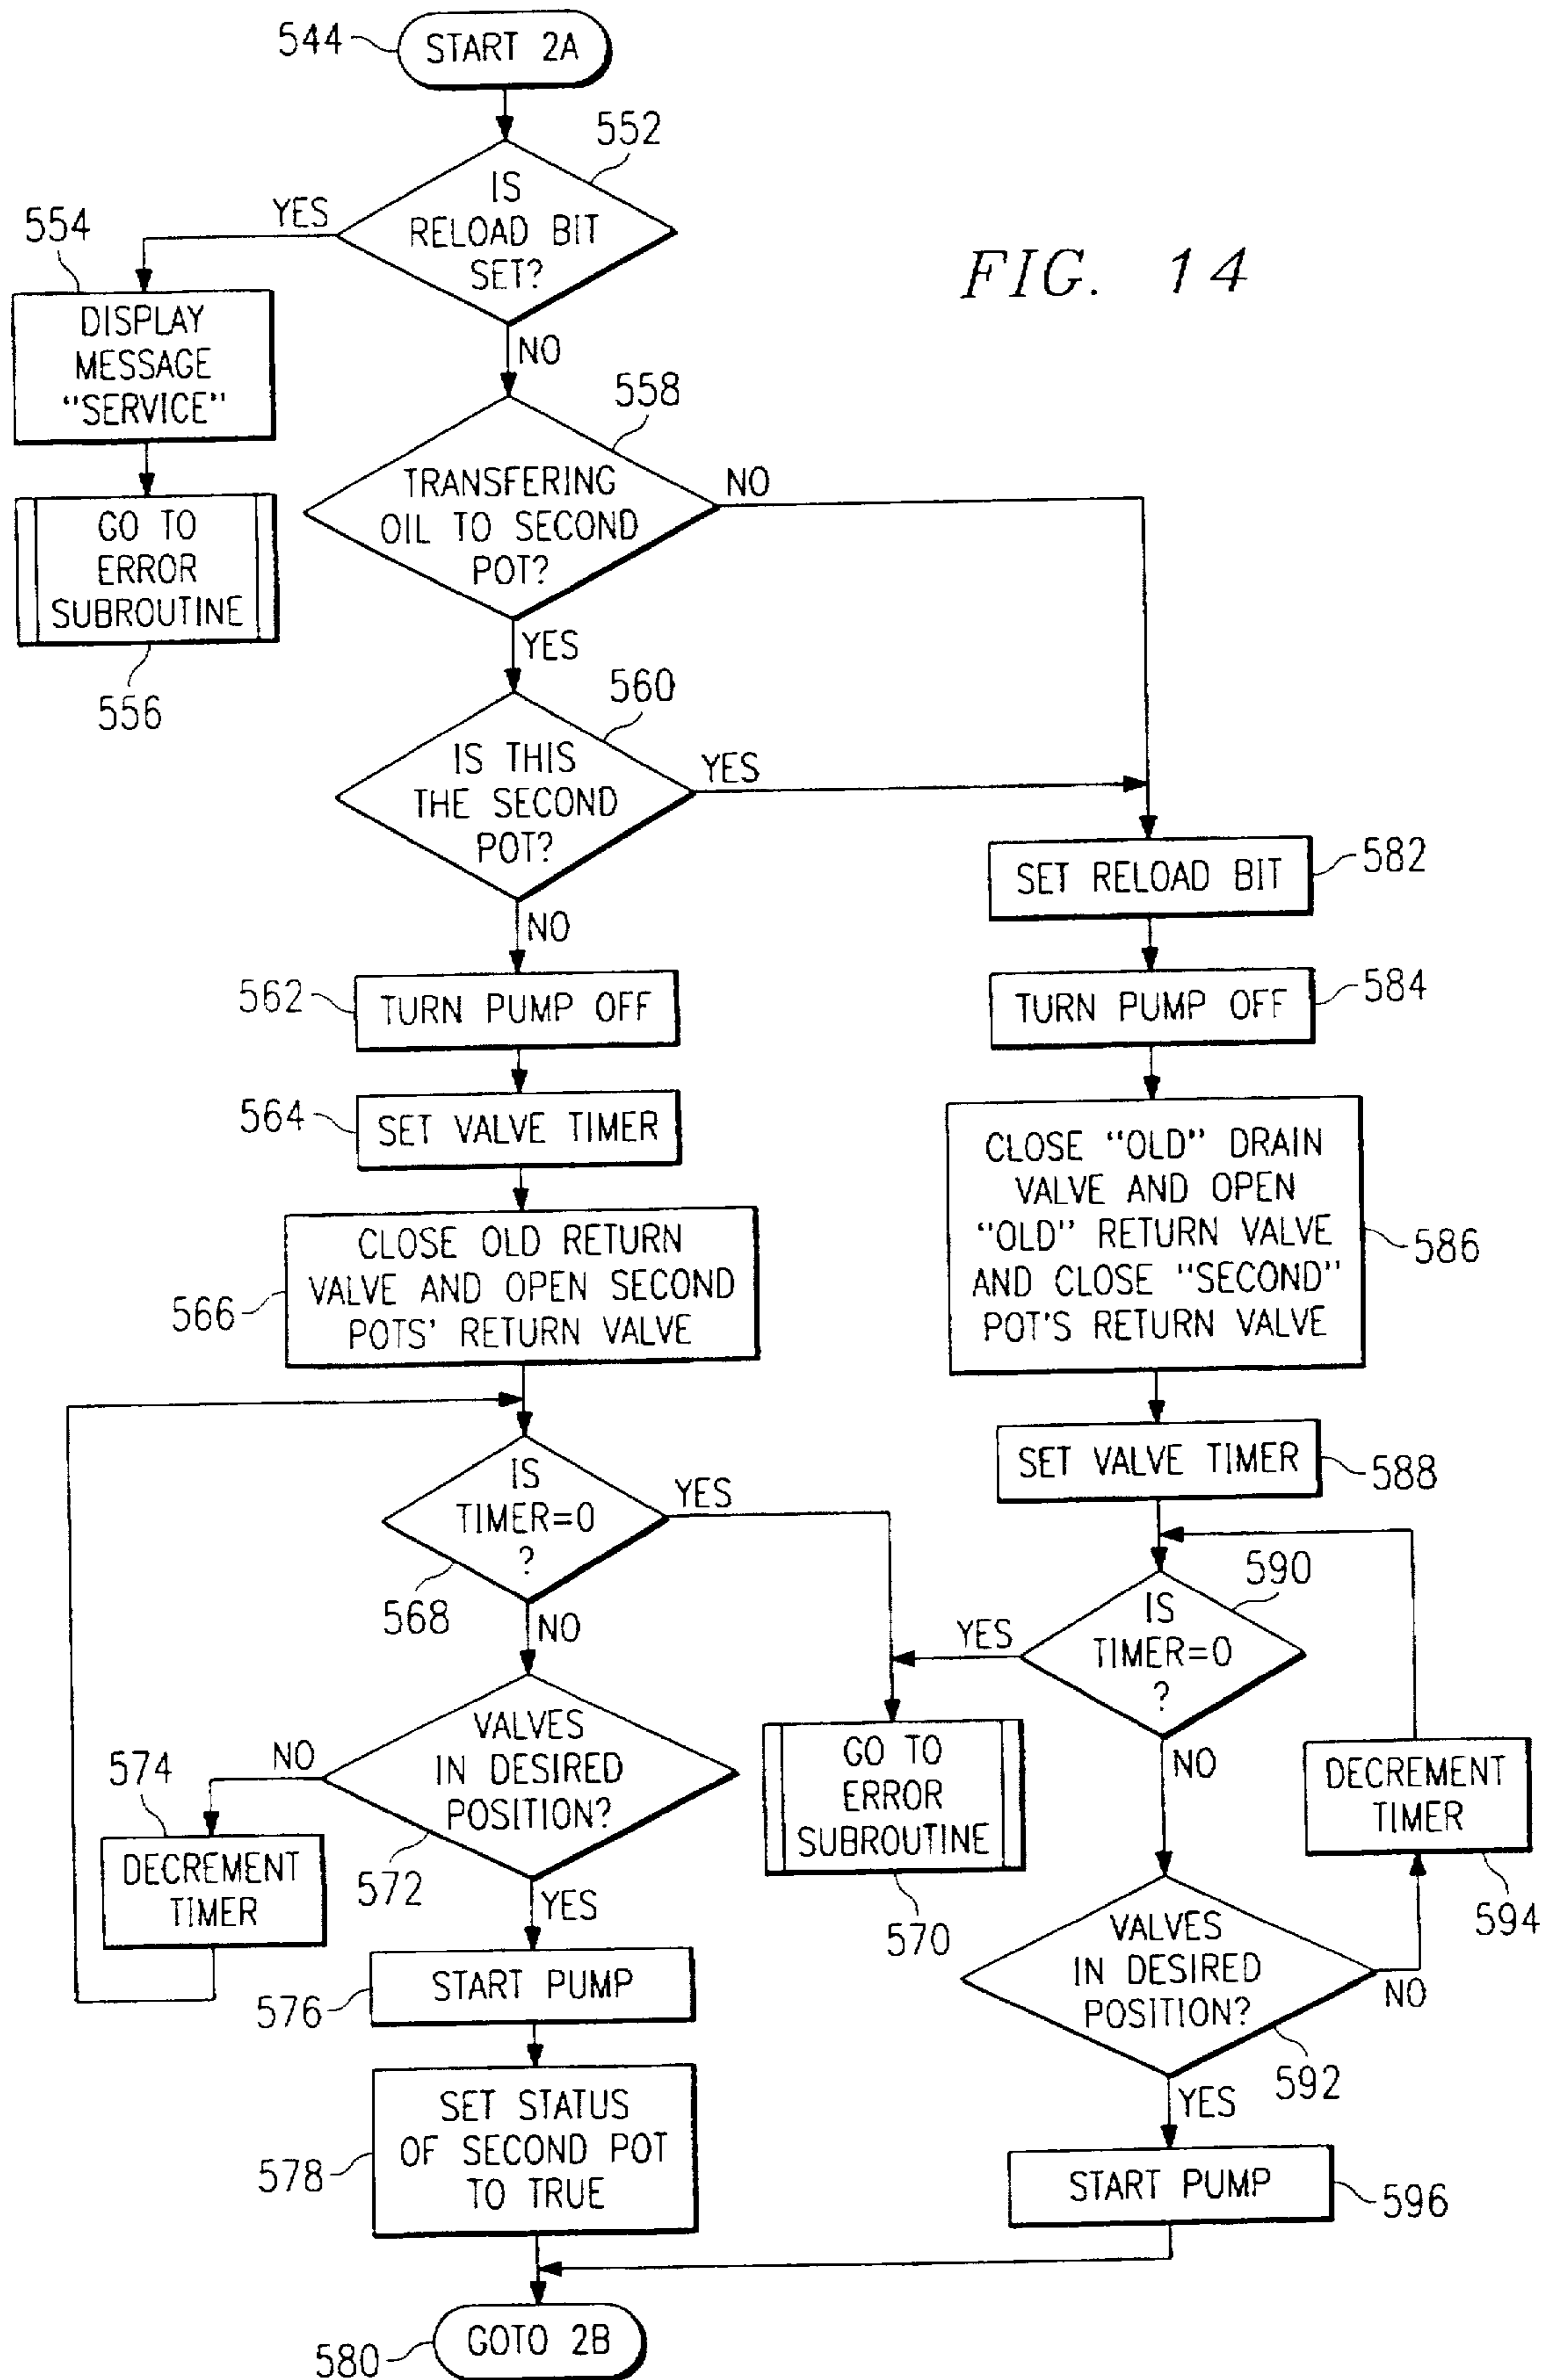 544
START 2A
552
IS
RELOAD BIT
SET?
YES
NO
FIG. 14
554
DISPLAY
MESSAGE
"SERVICE"
GO TO
ERROR
SUBROUTINE
556
558
TRANSFERING
OIL TO SECOND
POT?
NO
YES
560
IS THIS
THE SECOND
POT?
YES
NO
562
TURN PUMP OFF
564
SET VALVE TIMER
566
CLOSE OLD RETURN
VALVE AND OPEN SECOND
POTS' RETURN VALVE
IS
TIMER=0
?
568
YES
NO
VALVES
IN DESIRED
POSITION?
572
NO
YES
574
DECREMENT
TIMER
576
START PUMP
578
SET STATUS
OF SECOND POT
TO TRUE
580
GOTO 2B
SET RELOAD BIT
582
TURN PUMP OFF
584
CLOSE "OLD" DRAIN
VALVE AND OPEN
"OLD" RETURN VALVE
AND CLOSE "SECOND"
POT'S RETURN VALVE
586
SET VALVE TIMER
588
590
IS
TIMER=0
?
YES
NO
GO TO
ERROR
SUBROUTINE
570
DECREMENT
TIMER
594
VALVES
IN DESIRED
POSITION?
592
NO
YES
START PUMP
596